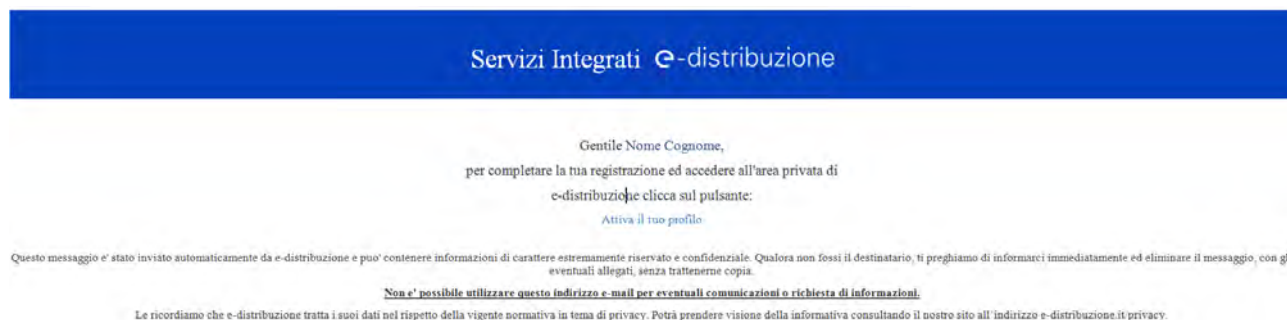 Servizi Integrati e-distribuzione
Gentile Nome Cognome,
per completare la tua registrazione ed accedere all'area privata di
e-distribuzione clicca sul pulsante:
Attiva il tuo profilo
Questo messaggio e' stato inviato automaticamente da e-distribuzione e puo' contenere informazioni di carattere estremamente riservato e confidenziale. Qualora non fossi il destinatario, ti preghiamo di informarci immediatamente ed eliminare il messaggio, con gl
eventuali allegati, senza trattenerne copia.
Non e' possibile utilizzare questo indirizzo e-mail per eventuali comunicazioni o richiesta di informazioni.
Le ricordiamo che e-distribuzione tratta i suoi dati nel rispetto della vigente normativa in tema di privacy. Potrà prendere visione della informativa consultando il nostro sito all'indirizzo e-distribuzione.it/privacy.